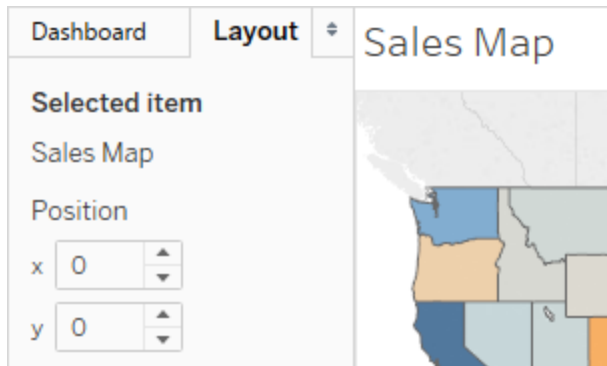 Dashboard Layout
Sales Map
Selected item
Sales Map
Position
x 0
y 0